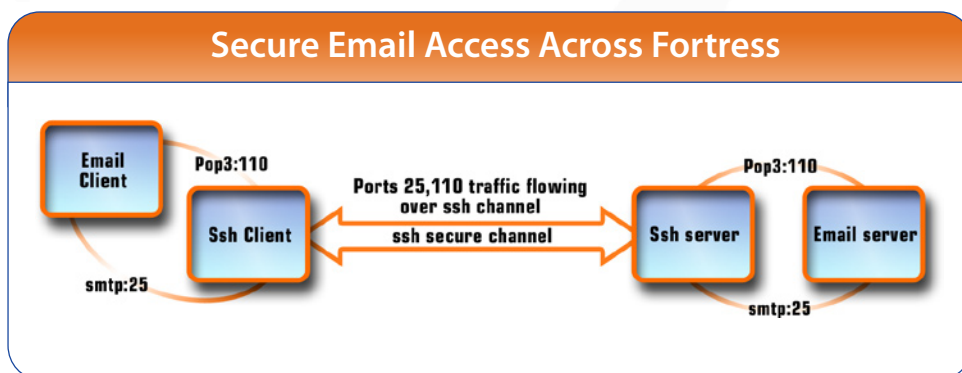 Secure Email Access Across Fortress
Email
Client
Pop3:110
Ssh Client
smtp:25
Ports 25,110 traffic flowing
over ssh channel
ssh secure channel
Pop3:110
Ssh server
Email server
smtp:25